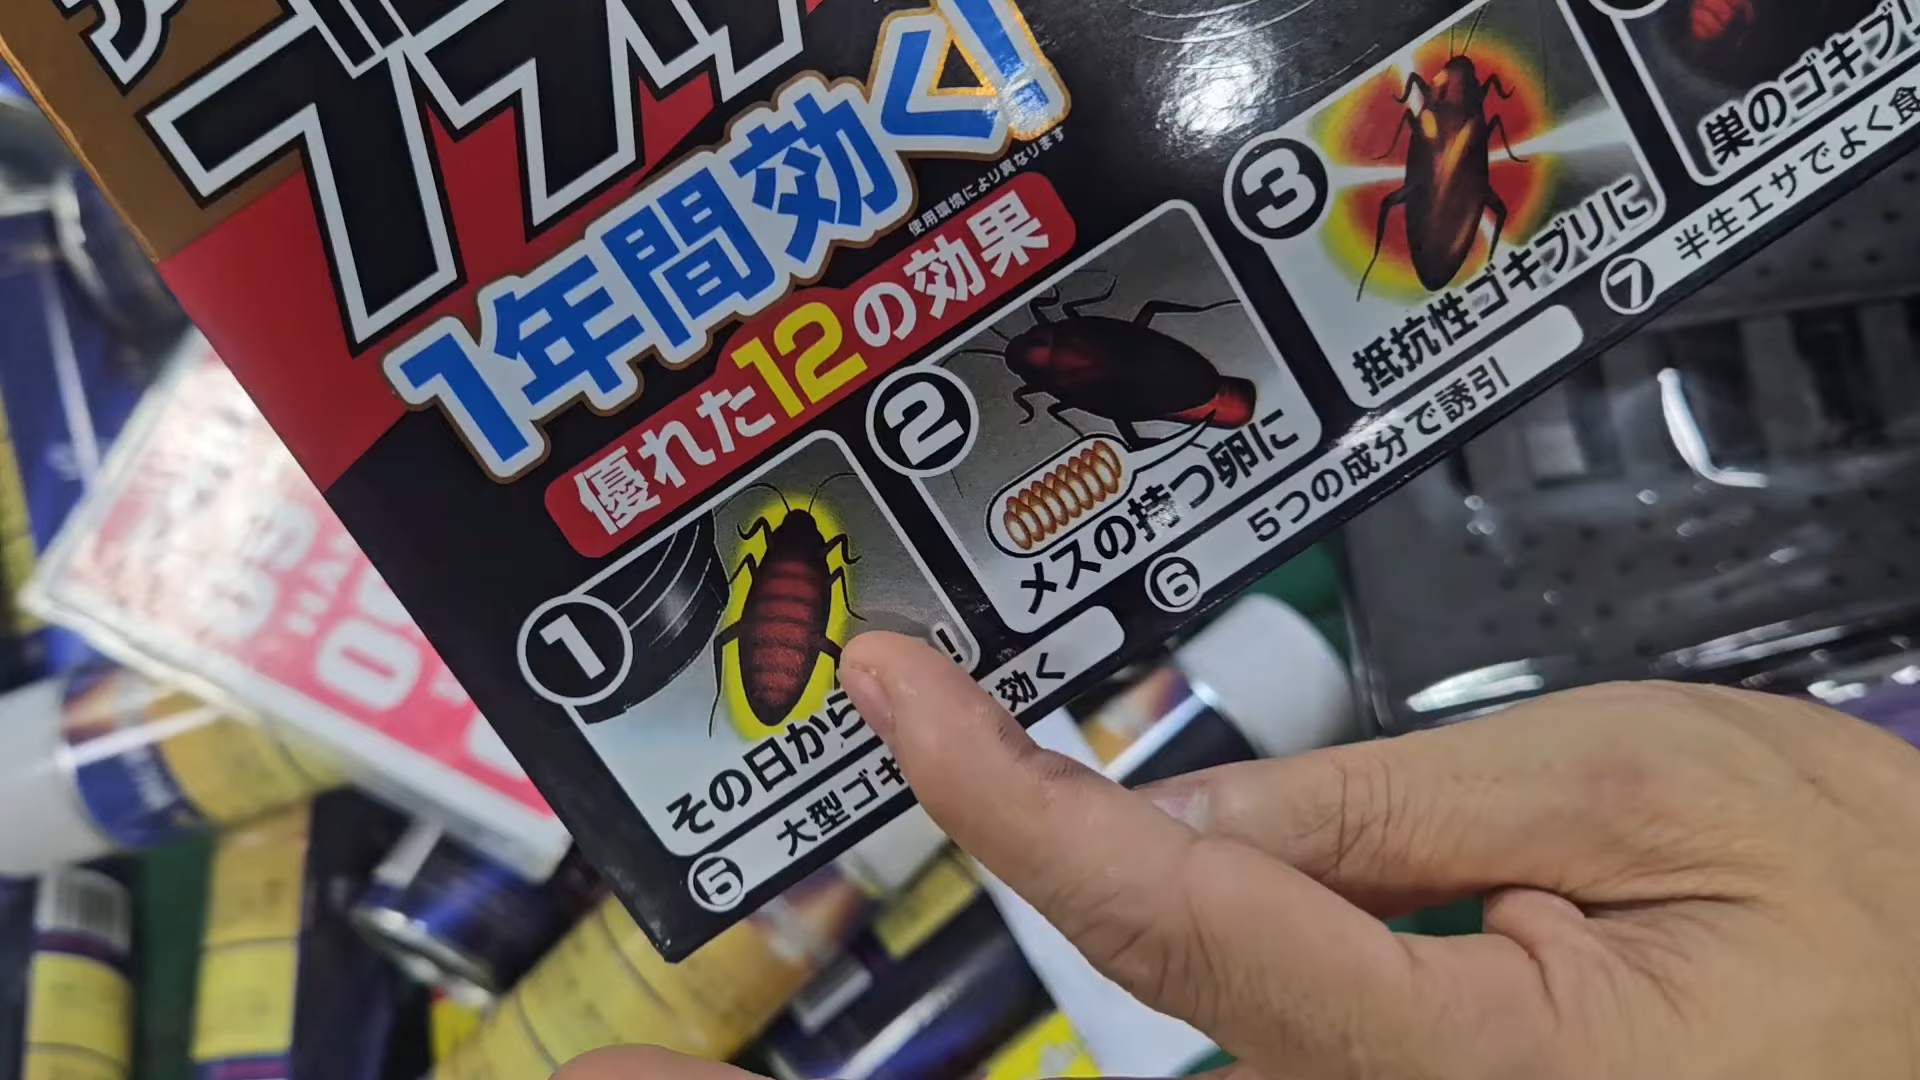 1年間効く!
使用環境により異なります
優れた12の効果
1
その日から
!
2
メスの持つ卵に
3
抵抗性ゴキブリに
巣のゴキブ
5
大型ゴキ
効く
6
5つの成分で誘引
7
半生エサでよく食